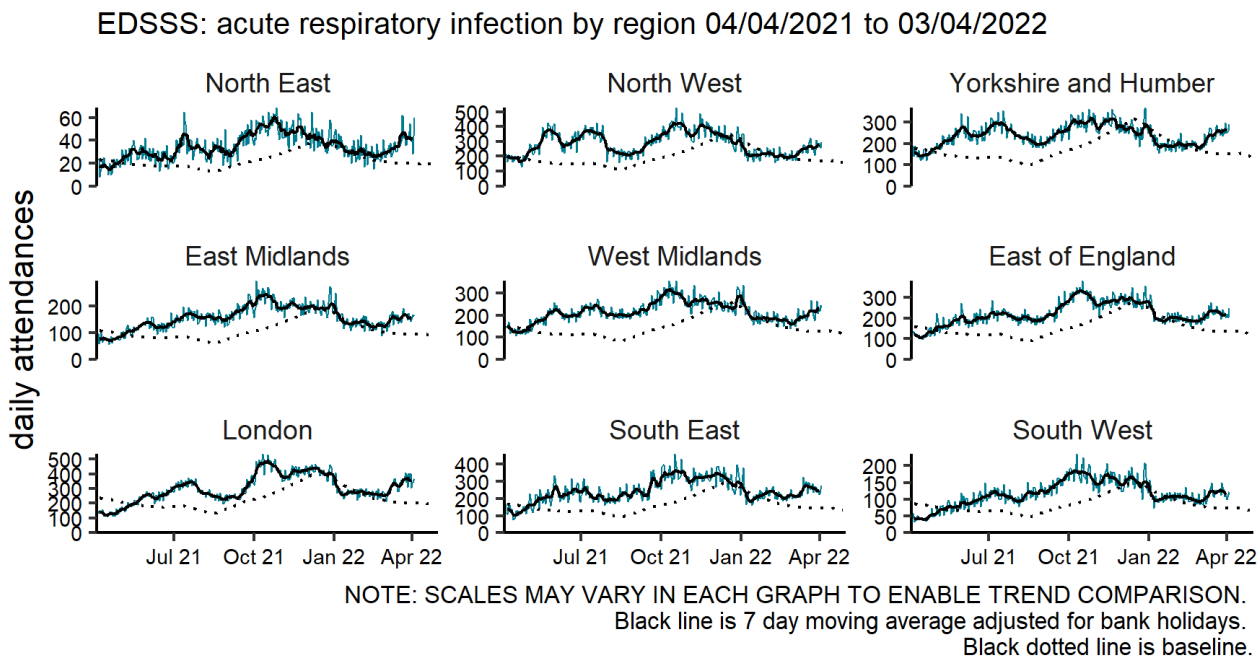 EDSSS: acute respiratory infection by region 04/04/2021 to 03/04/2022
North East
North West
Yorkshire and Humber
60
40
20
0
500
400
300
200
100
0
300
200
100
0
daily attendances
East Midlands
West Midlands
East of England
200
100
0
300
200
100
0
300
200
100
0
London
South East
South West
500
400
300
200
100
0
400
300
200
100
0
200
150
100
50
0
Jul 21 Oct 21 Jan 22 Apr 22
Jul 21 Oct 21 Jan 22 Apr 22
Jul 21 Oct 21 Jan 22 Apr 22
NOTE: SCALES MAY VARY IN EACH GRAPH TO ENABLE TREND COMPARISON.
Black line is 7 day moving average adjusted for bank holidays.
Black dotted line is baseline.